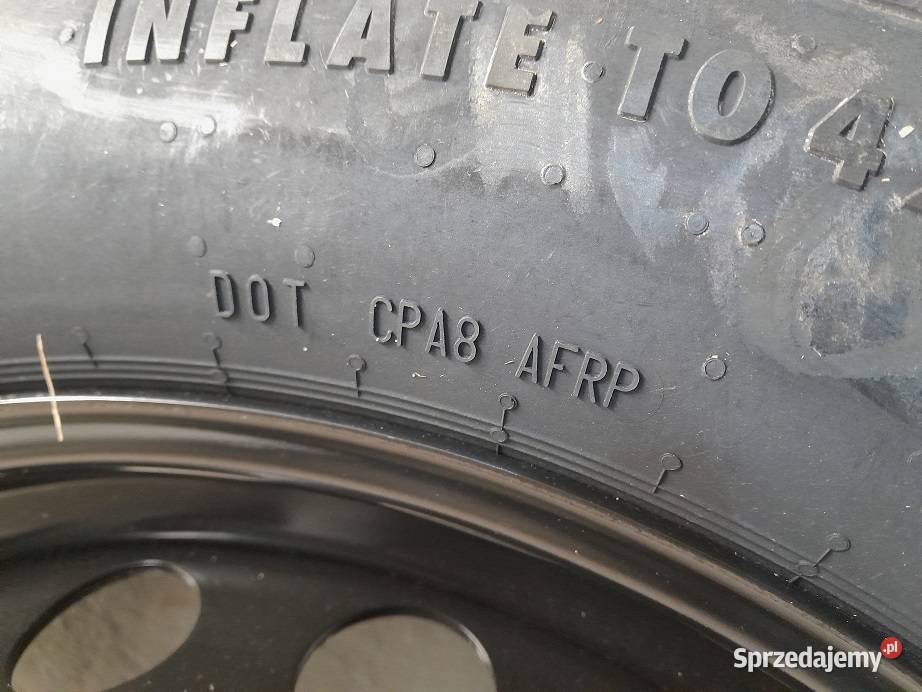 INFLATE TO 4
DOT CPA8 AFRP
Sprzedajemy.pl